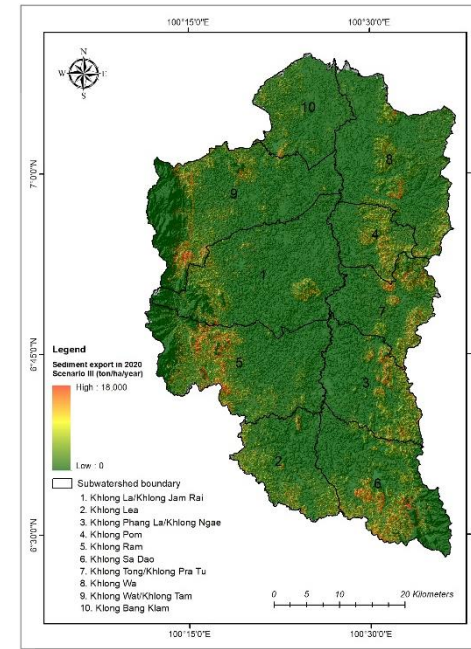 100°15'0"E 100°30'0"E
N
W E
S
7°0'0"N
6°45'0"N
6°30'0"N
10
8
9
4
1
7
5
3
2
6
Legend
Sediment export in 2020
Scenario III (ton/ha/year)
High : 18,000
Low : 0
Subwatershed boundary
1. Khlong La/Khlong Jam Rai
2. Khlong Lea
3. Khlong Phang La/Khlong Ngae
4. Khlong Pom
5. Khlong Ram
6. Khlong Sa Dao
7. Khlong Tong/Khlong Pra Tu
8. Khlong Wa
9. Khlong Wat/Khlong Tam
10. Klong Bang Klam
0 5 10 20 Kilometers
100°15'0"E 100°30'0"E